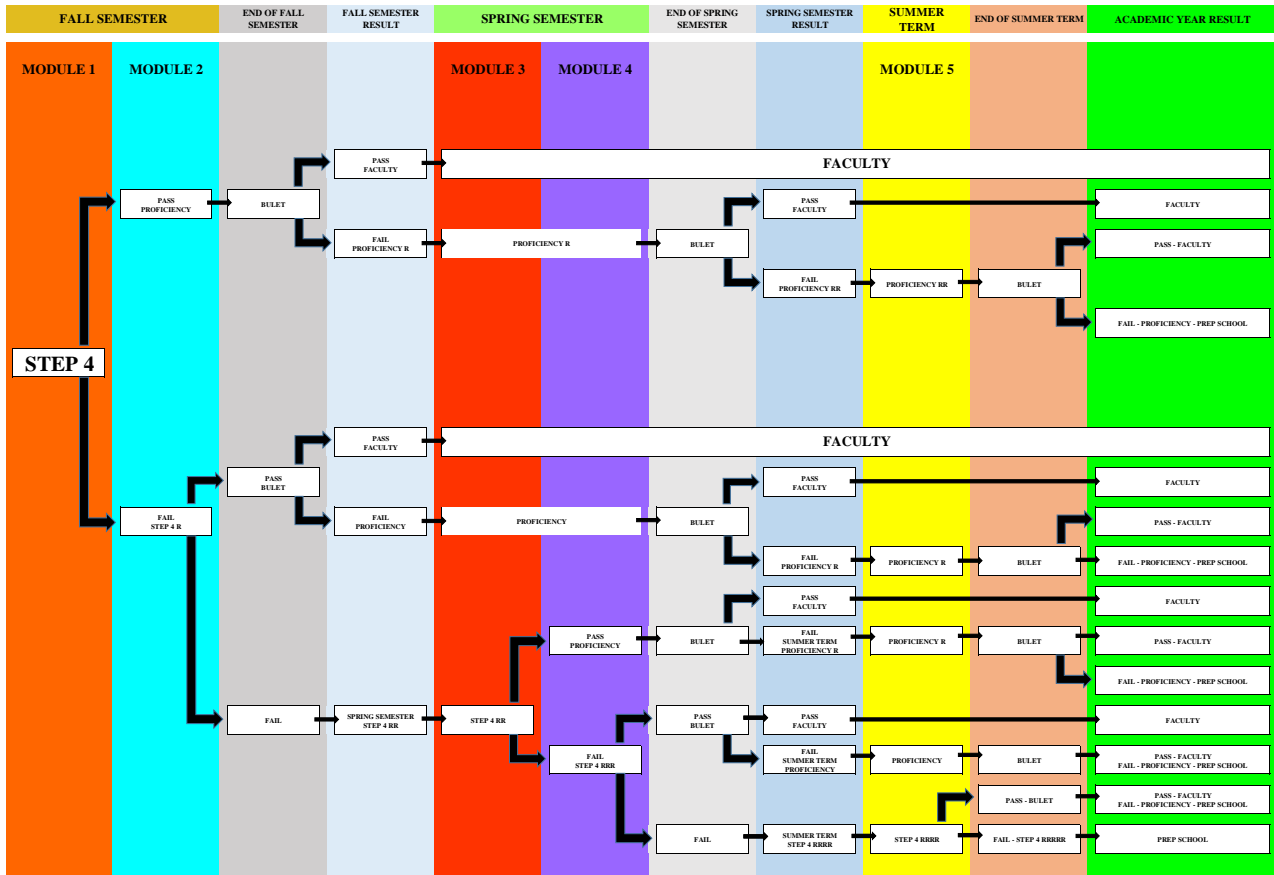 FALL SEMESTER
END OF FALL
SEMESTER
FALL SEMESTER
RESULT
SPRING SEMESTER
END OF SPRING
SEMESTER
SPRING SEMESTER
RESULT
SUMMER
TERM
END OF SUMMER TERM
ACADEMIC YEAR RESULT
MODULE 1
MODULE 2
MODULE 3
MODULE 4
MODULE 5
PASS
FACULTY
FACULTY
PASS
PROFICIENCY
BULET
PASS
FACULTY
FACULTY
FAIL
PROFICIENCY R
PROFICIENCY R
BULET
PASS - FACULTY
FAIL
PROFICIENCY RR
PROFICIENCY RR
BULET
FAIL - PROFICIENCY - PREP SCHOOL
STEP 4
PASS
FACULTY
FACULTY
PASS
BULET
PASS
FACULTY
FACULTY
FAIL
STEP 4 R
FAIL
PROFICIENCY
PROFICIENCY
BULET
PASS - FACULTY
FAIL
PROFICIENCY R
PROFICIENCY R
BULET
FAIL - PROFICIENCY - PREP SCHOOL
PASS
FACULTY
FACULTY
PASS
PROFICIENCY
BULET
FAIL
SUMMER TERM
PROFICIENCY R
PROFICIENCY R
BULET
PASS - FACULTY
FAIL - PROFICIENCY - PREP SCHOOL
FAIL
SPRING SEMESTER
STEP 4 RR
STEP 4 RR
PASS
BULET
PASS
FACULTY
FACULTY
FAIL
STEP 4 RRR
FAIL
SUMMER TERM
PROFICIENCY
PROFICIENCY
BULET
PASS - FACULTY
FAIL - PROFICIENCY - PREP SCHOOL
PASS - BULET
PASS - FACULTY
FAIL - PROFICIENCY - PREP SCHOOL
FAIL
SUMMER TERM
STEP 4 RRRR
STEP 4 RRRR
FAIL - STEP 4 RRRRR
PREP SCHOOL